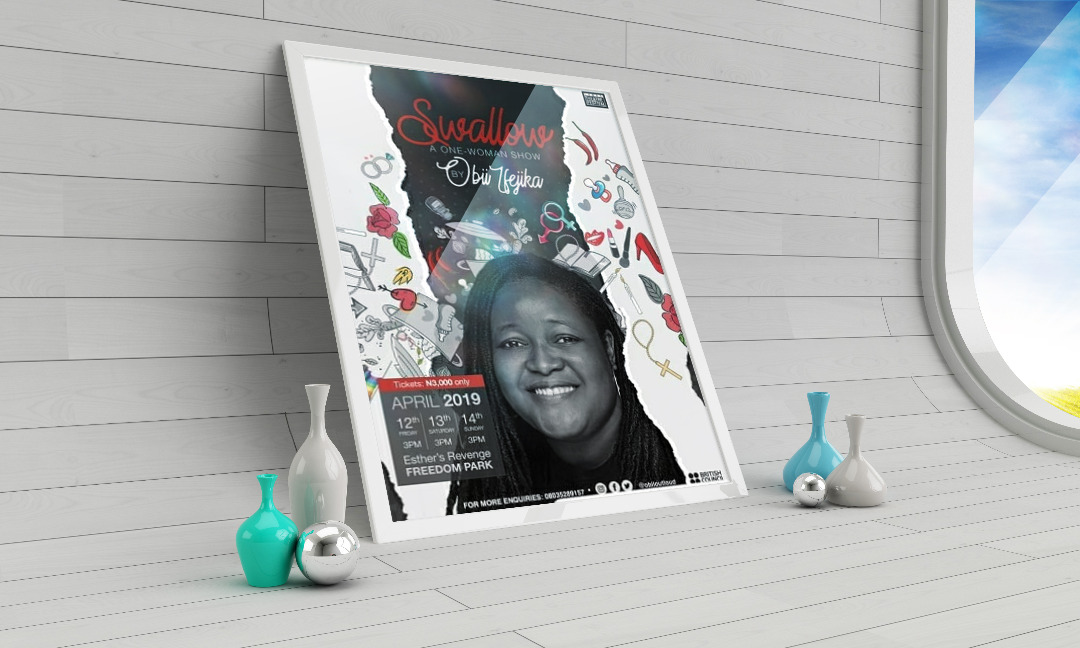 Swallow
A ONE-WOMAN SHOW
BY Obii Ifejika
Tickets: N3,000 only
APRIL 2019
12th 13th 14th
FRIDAY SATURDAY SUNDAY
3PM 3PM 3PM
Esther's Revenge
FREEDOM PARK
FOR MORE ENQUIRIES: 08035289157 • @obiioutloud
BRITISH
COUNCIL